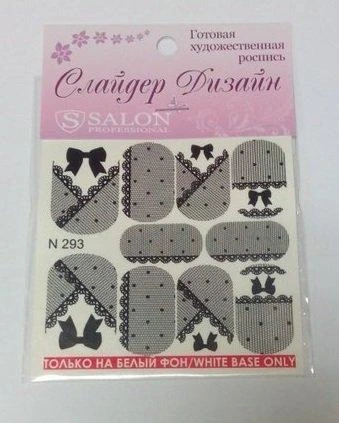 Готовая
художественная
роспись
Слайдер Дизайн
S SALON
PROFESSIONAL
N 293
ТОЛЬКО НА БЕЛЫЙ ФОН/WHITE BASE ONLY